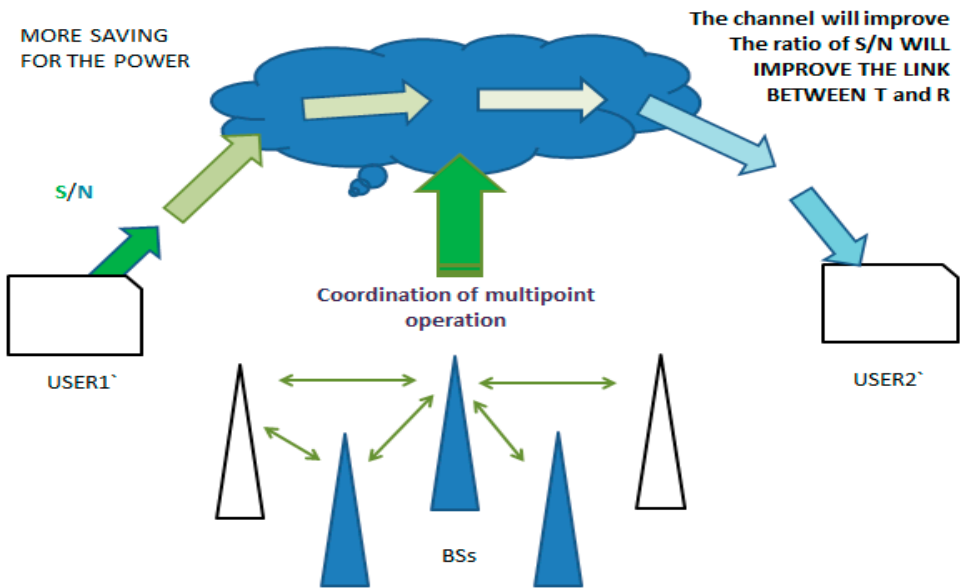 MORE SAVING
FOR THE POWER
The channel will improve
The ratio of S/N WILL
IMPROVE THE LINK
BETWEEN T and R
S/N
Coordination of multipoint
operation
USER1`
USER2`
BSs